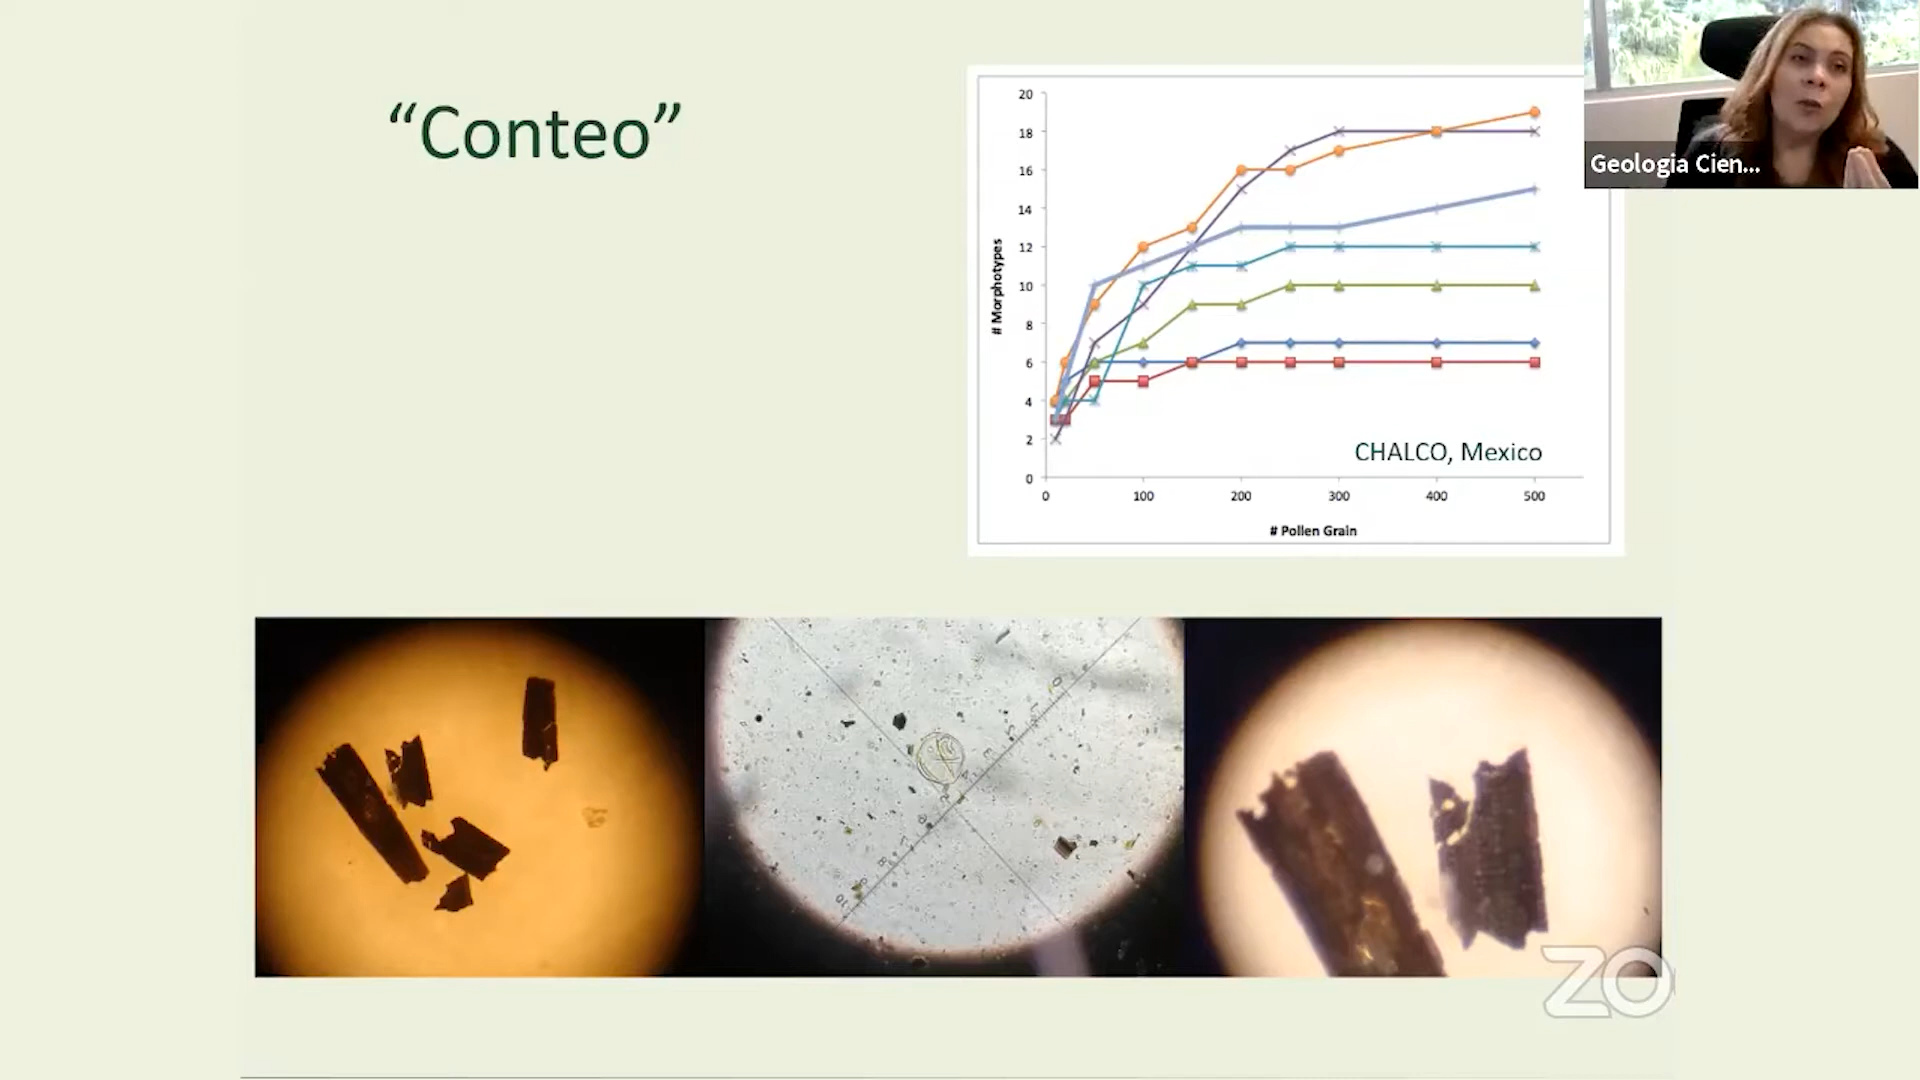 “Conteo”
20
18
16
14
12
10
8
6
4
2
0
# Morphotypes
CHALCO, Mexico
0 100 200 300 400 500
# Pollen Grain
Geologia Cien...
ZO